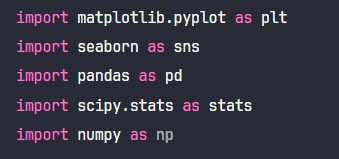 import matplotlib.pyplot as plt
import seaborn as sns
import pandas as pd
import scipy.stats as stats
import numpy as np